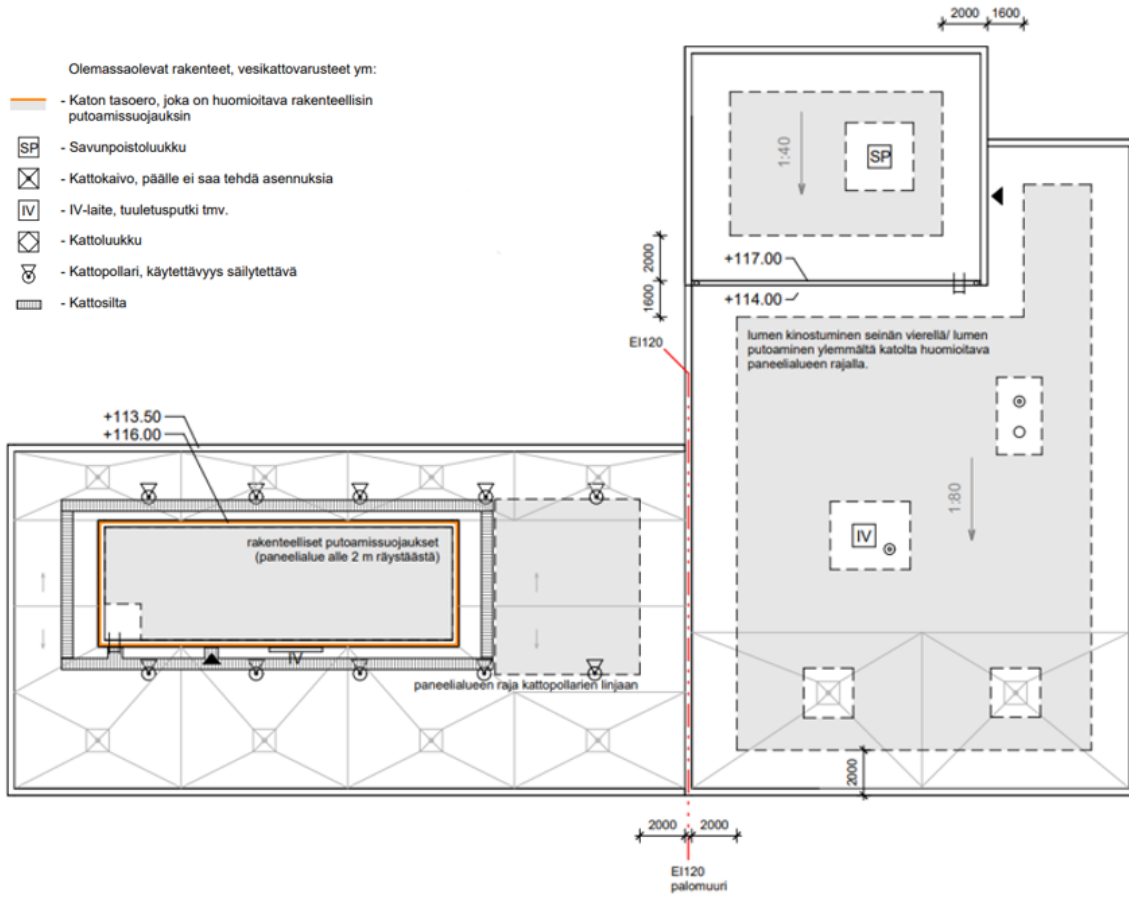 2000 1600
Olemassaolevat rakenteet, vesikattovarusteet ym:
- Katon tasoero, joka on huomioitava rakenteellisin
putoamissuojauksin
SP - Savunpoistoluukku
- Kattokaivo, päälle ei saa tehdä asennuksia
IV - IV-laite, tuuletusputki tmv.
- Kattoluukku
- Kattopollari, käytettävyys säilytettävä
- Kattosilta
1:40
SP
2000
1600
+117.00
+114.00
EI120
lumen kinostuminen seinän vierellä/ lumen
putoaminen ylemmältä katolta huomioitava
paneelialueen rajalla.
+113.50
+116.00
1:80
IV
rakenteelliset putoamissuojaukset
(paneelialue alle 2 m räystäästä)
IV
paneelialueen raja kattopollarien linjaan
2000
2000 2000
EI120
palomuuri